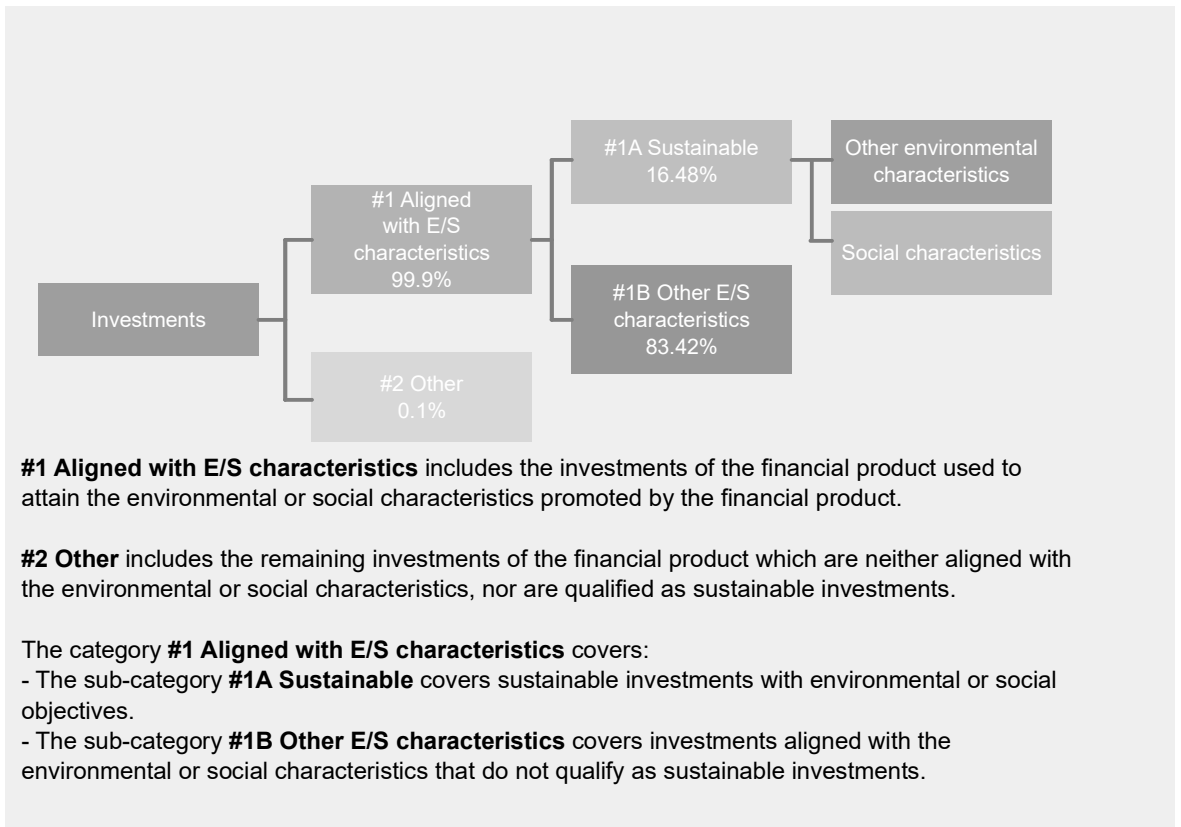 #1A Sustainable
16.48%
Other environmental
characteristics
#1 Aligned
with E/S
characteristics
99.9%
Social characteristics
#1B Other E/S
characteristics
83.42%
Investments
#2 Other
0.1%
#1 Aligned with E/S characteristics includes the investments of the financial product used to
attain the environmental or social characteristics promoted by the financial product.
#2 Other includes the remaining investments of the financial product which are neither aligned with
the environmental or social characteristics, nor are qualified as sustainable investments.
The category #1 Aligned with E/S characteristics covers:
- The sub-category #1A Sustainable covers sustainable investments with environmental or social
objectives.
- The sub-category #1B Other E/S characteristics covers investments aligned with the
environmental or social characteristics that do not qualify as sustainable investments.